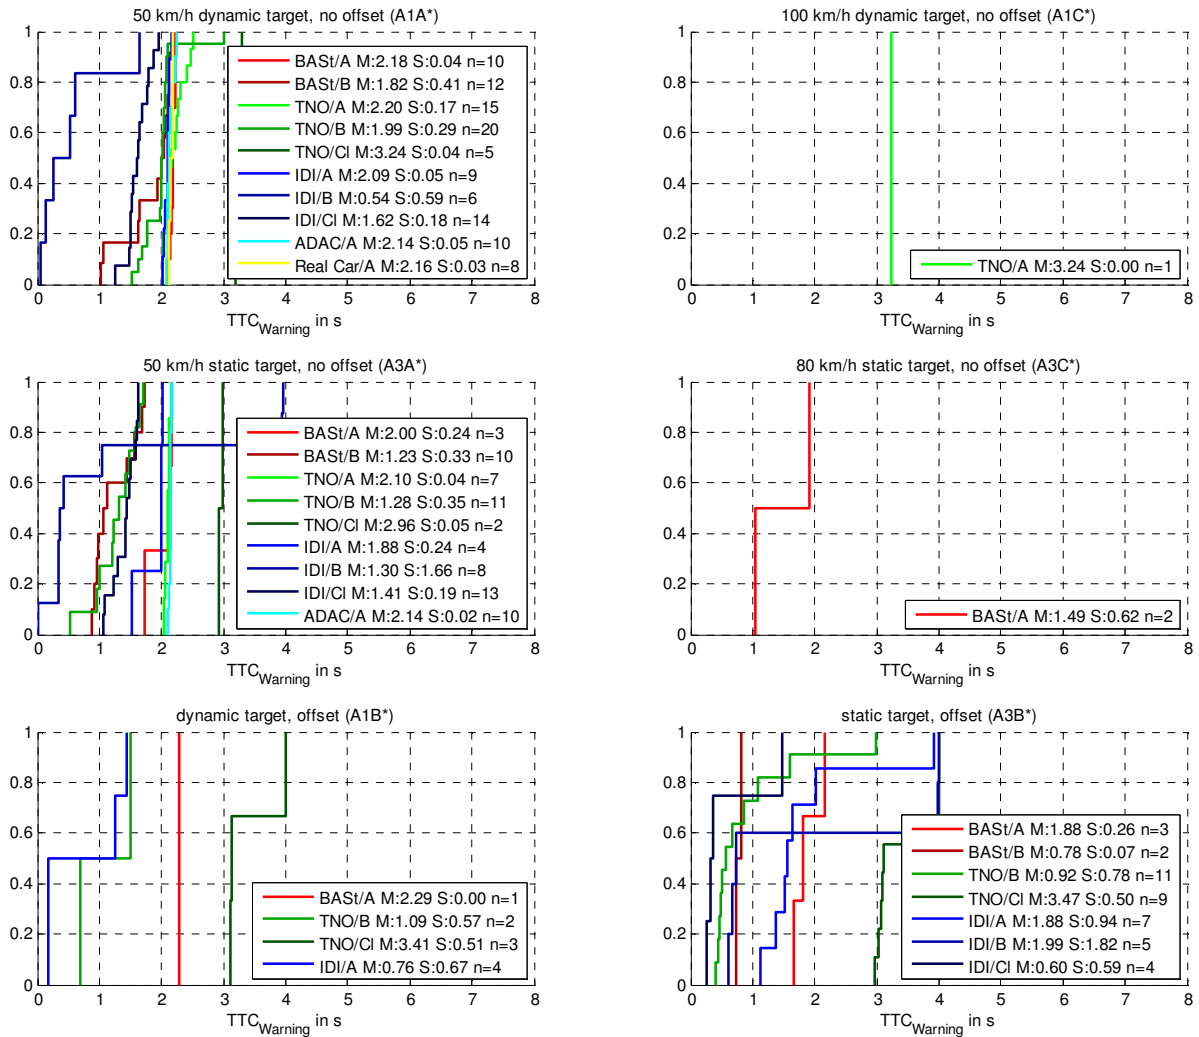 50 km/h dynamic target, no offset (A1A*)
1
0.8
0.6
0.4
0.2
0
BASt/A M:2.18 S:0.04 n=10
BASt/B M:1.82 S:0.41 n=12
TNO/A M:2.20 S:0.17 n=15
TNO/B M:1.99 S:0.29 n=20
TNO/CI M:3.24 S:0.04 n=5
IDI/A M:2.09 S:0.05 n=9
IDI/B M:0.54 S:0.59 n=6
IDI/CI M:1.62 S:0.18 n=14
ADAC/A M:2.14 S:0.05 n=10
Real Car/A M:2.16 S:0.03 n=8
0 1 2 3 4 5 6 7 8
TTCWarning in s
100 km/h dynamic target, no offset (A1C*)
1
0.8
0.6
0.4
0.2
0
TNO/A M:3.24 S:0.00 n=1
0 1 2 3 4 5 6 7 8
TTCWarning in s
50 km/h static target, no offset (A3A*)
1
0.8
0.6
0.4
0.2
0
BASt/A M:2.00 S:0.24 n=3
BASt/B M:1.23 S:0.33 n=10
TNO/A M:2.10 S:0.04 n=7
TNO/B M:1.28 S:0.35 n=11
TNO/CI M:2.96 S:0.05 n=2
IDI/A M:1.88 S:0.24 n=4
IDI/B M:1.30 S:1.66 n=8
IDI/CI M:1.41 S:0.19 n=13
ADAC/A M:2.14 S:0.02 n=10
0 1 2 3 4 5 6 7 8
TTCWarning in s
80 km/h static target, no offset (A3C*)
1
0.8
0.6
0.4
0.2
0
BASt/A M:1.49 S:0.62 n=2
0 1 2 3 4 5 6 7 8
TTCWarning in s
dynamic target, offset (A1B*)
1
0.8
0.6
0.4
0.2
0
BASt/A M:2.29 S:0.00 n=1
TNO/B M:1.09 S:0.57 n=2
TNO/CI M:3.41 S:0.51 n=3
IDI/A M:0.76 S:0.67 n=4
0 1 2 3 4 5 6 7 8
TTCWarning in s
static target, offset (A3B*)
1
0.8
0.6
0.4
0.2
0
BASt/A M:1.88 S:0.26 n=3
BASt/B M:0.78 S:0.07 n=2
TNO/B M:0.92 S:0.78 n=11
TNO/CI M:3.47 S:0.50 n=9
IDI/A M:1.88 S:0.94 n=7
IDI/B M:1.99 S:1.82 n=5
IDI/CI M:0.60 S:0.59 n=4
0 1 2 3 4 5 6 7 8
TTCWarning in s